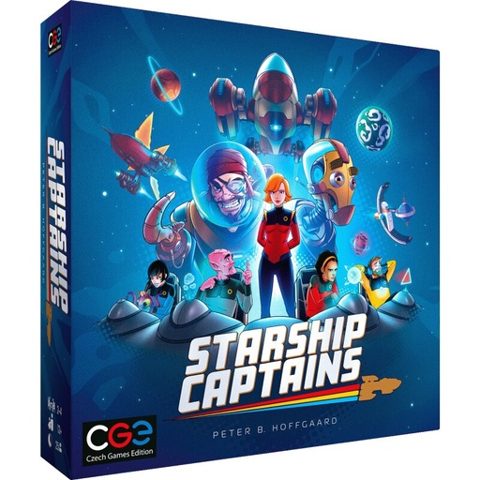 STARSHIP
CAPTAINS
PETER B. HOFFGAARD
CGE
Czech Games Edition
STARSHIP
CAPTAINS